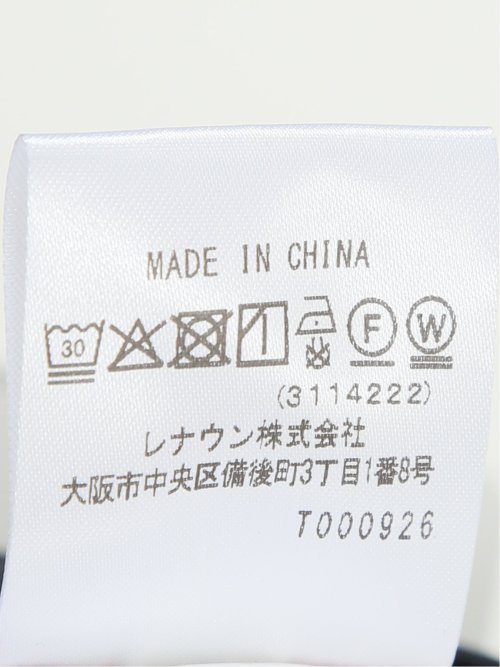 MADE IN CHINA
30 F W
(3114222)
レナウン株式会社
大阪市中央区備後町3丁目1番8号
T000926